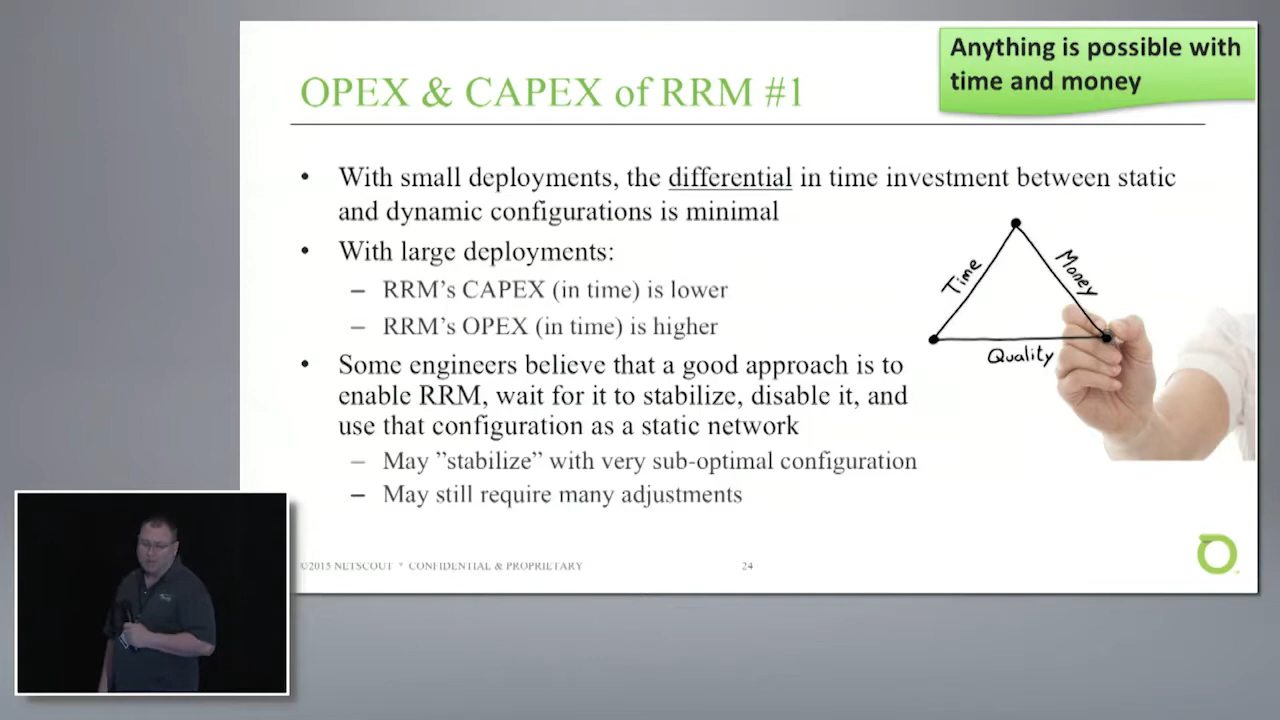 Anything is possible with
time and money
OPEX & CAPEX of RRM #1
• With small deployments, the differential in time investment between static
and dynamic configurations is minimal
• With large deployments:
– RRM's CAPEX (in time) is lower
– RRM's OPEX (in time) is higher
• Some engineers believe that a good approach is to
enable RRM, wait for it to stabilize, disable it, and
use that configuration as a static network
– May ”stabilize” with very sub-optimal configuration
– May still require many adjustments
Time
Money
Quality
©2015 NETSCOUT * CONFIDENTIAL & PROPRIETARY
24